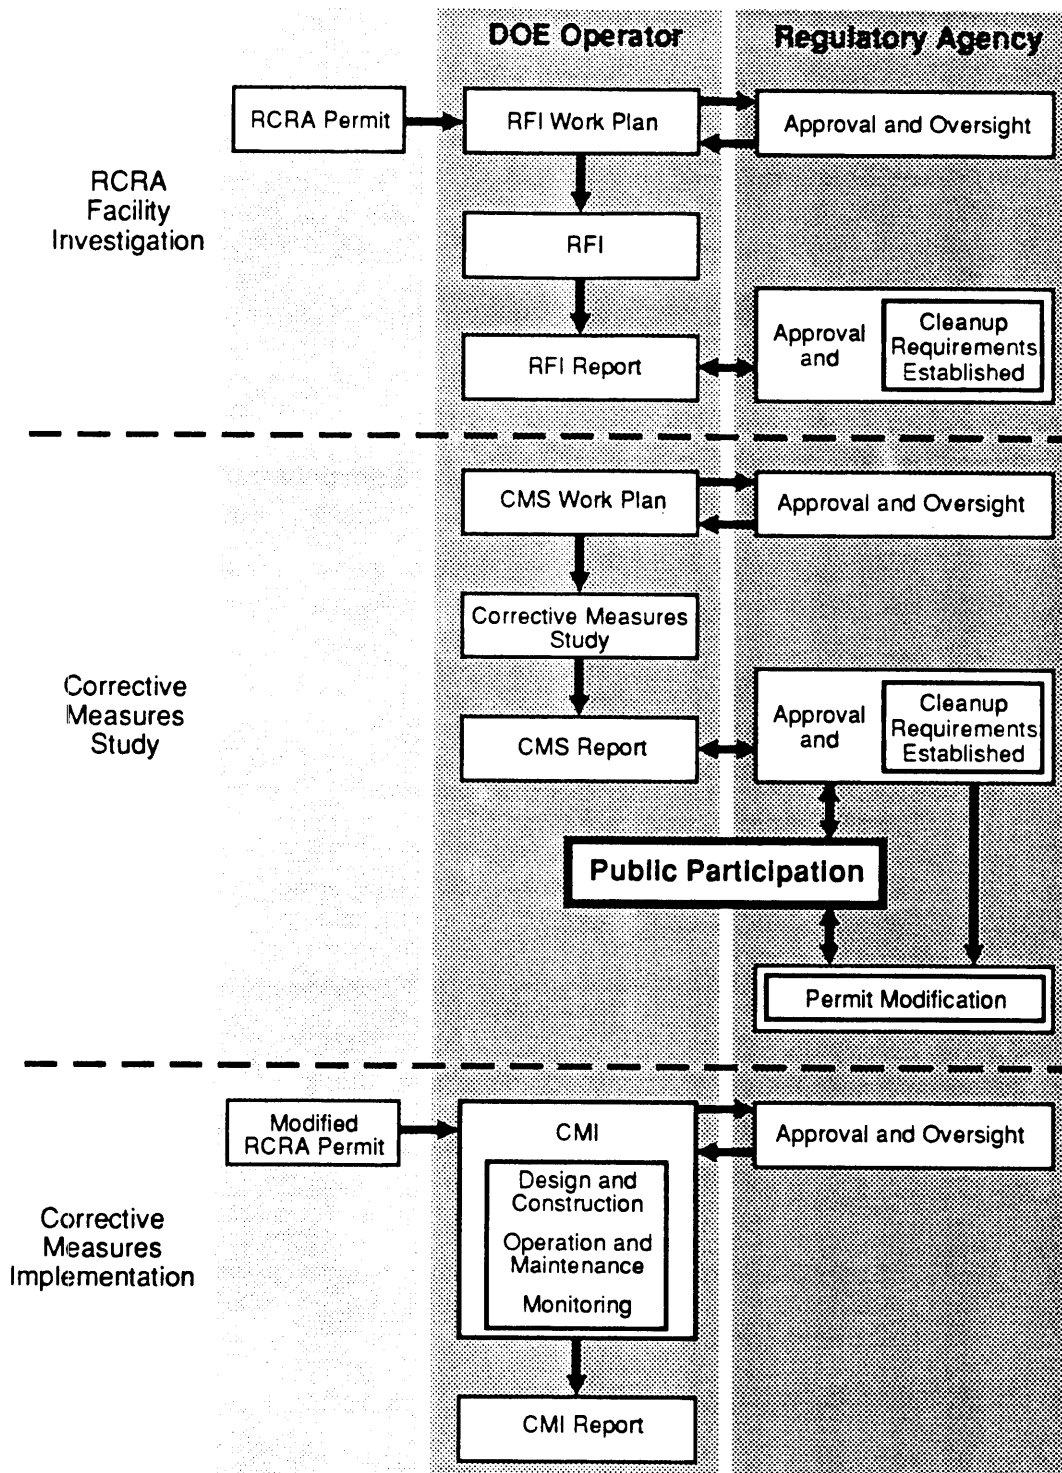 DOE Operator
Regulatory Agency
RCRA Permit
RFI Work Plan
Approval and Oversight
RCRA
Facility
Investigation
RFI
RFI Report
Approval
and
Cleanup
Requirements
Established
CMS Work Plan
Approval and Oversight
Corrective Measures
Study
Corrective
Measures
Study
CMS Report
Approval
and
Cleanup
Requirements
Established
Public Participation
Permit Modification
Modified
RCRA Permit
CMI
Approval and Oversight
Design and
Construction
Operation and
Maintenance
Monitoring
Corrective
Measures
Implementation
CMI Report